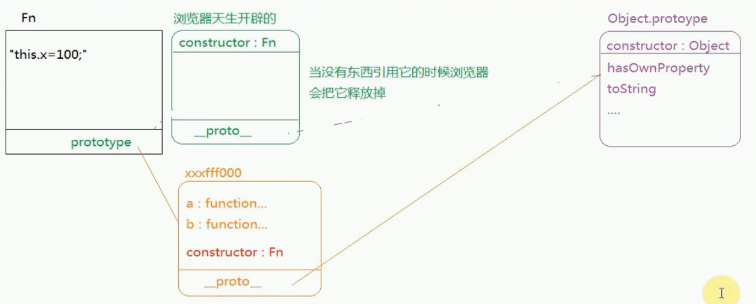 Fn
"this.x=100;"
prototype
浏览器天生开辟的
constructor : Fn
__proto__
当没有东西引用它的时候浏览器
会把它释放掉
xxxfff000
a : function...
b : function...
constructor : Fn
__proto__
Object.protoype
constructor : Object
hasOwnProperty
toString
....